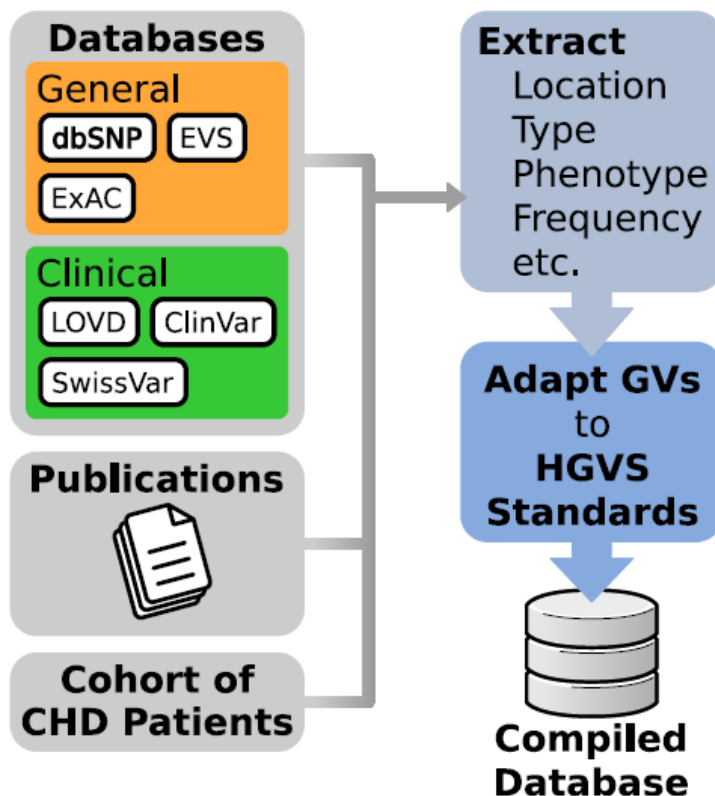 Databases
General
dbSNP EVS
ExAC
Clinical
LOVD ClinVar
SwissVar
Publications
Cohort of
CHD Patients
Extract
Location
Type
Phenotype
Frequency
etc.
Adapt GVs
to
HGVS
Standards
Compiled
Database